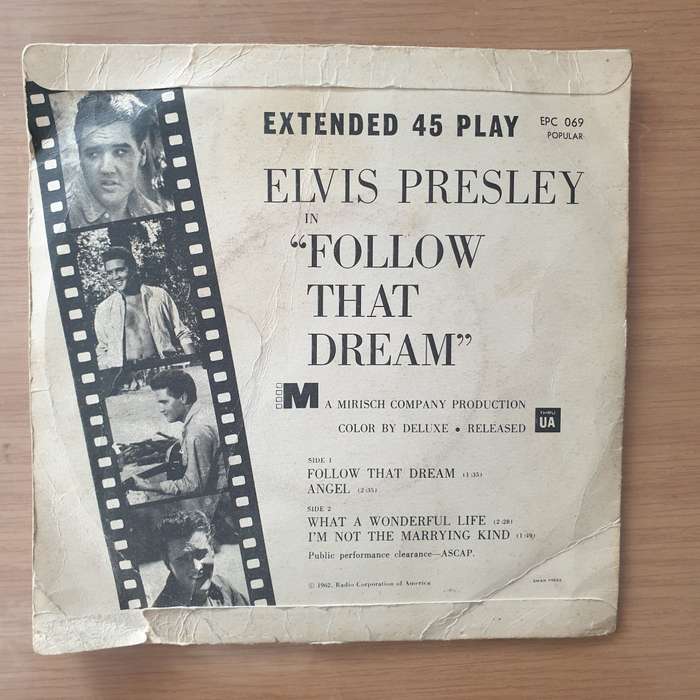 EXTENDED 45 PLAY
EPC 069
POPULAR
ELVIS PRESLEY
IN
"FOLLOW
THAT
DREAM"
M A MIRISCH COMPANY PRODUCTION
COLOR BY DELUXE • RELEASED
THRU
UA
SIDE 1
FOLLOW THAT DREAM (1:35)
ANGEL (2:35)
SIDE 2
WHAT A WONDERFUL LIFE (2:28)
I'M NOT THE MARRYING KIND (1:49)
Public performance clearance—ASCAP.
© 1962, Radio Corporation of America
SWAN PRESS